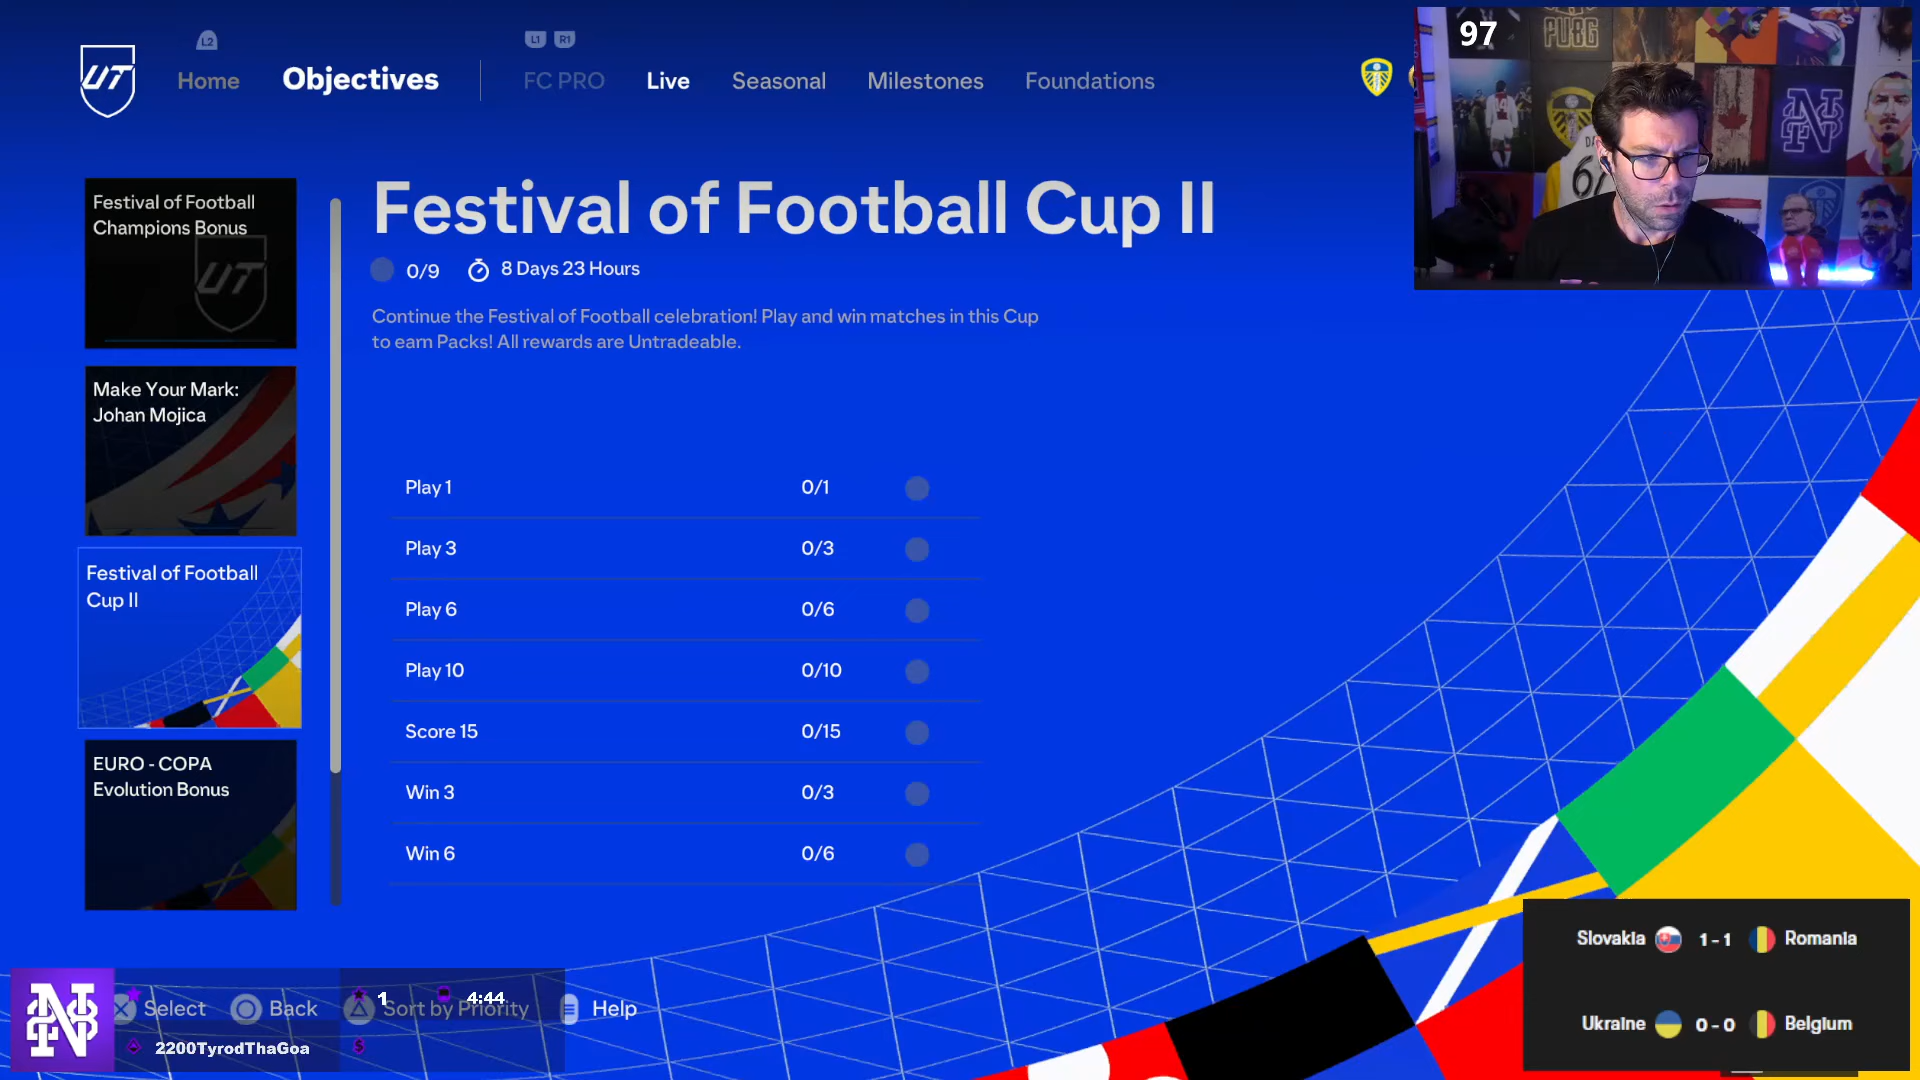 L2
L1 R1
UT
Home Objectives FC PRO Live Seasonal Milestones Foundations
97
PUBG
Festival of Football
Champions Bonus
UT
Make Your Mark:
Johan Mojica
Festival of Football
Cup II
EURO - COPA
Evolution Bonus
Festival of Football Cup II
0/9 8 Days 23 Hours
Continue the Festival of Football celebration! Play and win matches in this Cup
to earn Packs! All rewards are Untradeable.
Play 1 0/1
Play 3 0/3
Play 6 0/6
Play 10 0/10
Score 15 0/15
Win 3 0/3
Win 6 0/6
Select Back Sort by Priority Help
1 4:44
2200TyrodThaGoa
Slovakia 1 - 1 Romania
Ukraine 0 - 0 Belgium